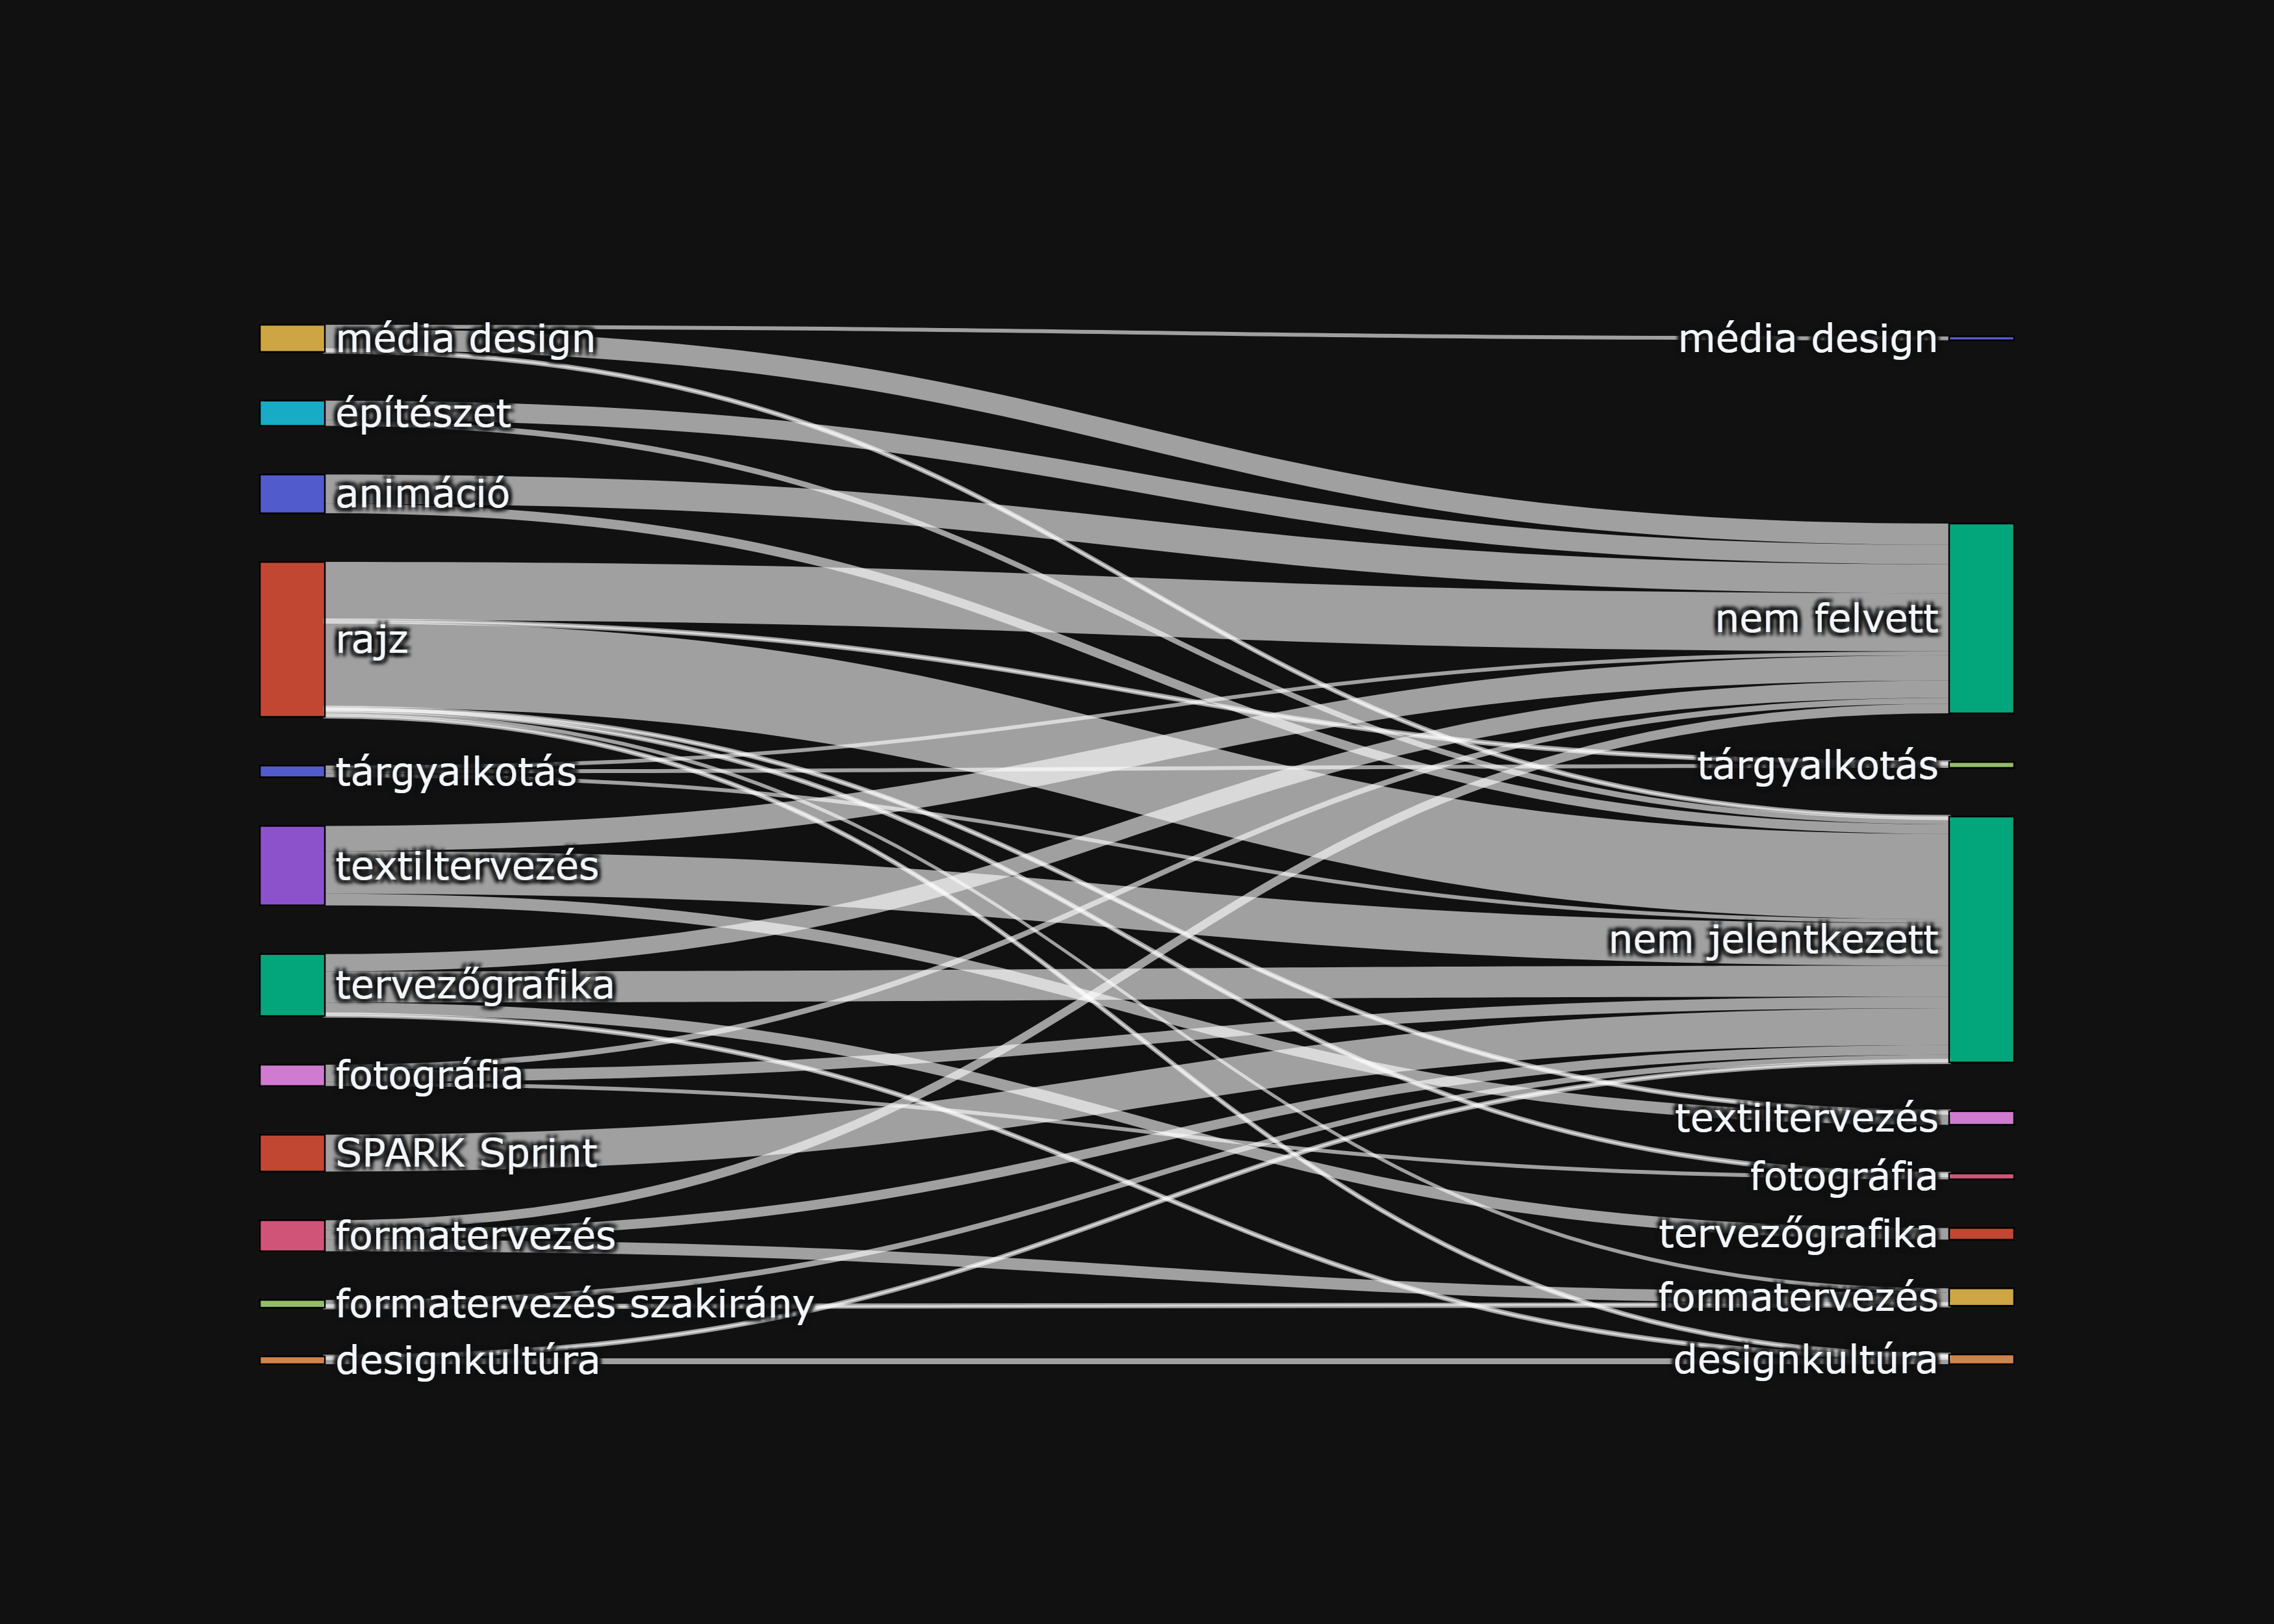 média design
építészet
animáció
rajz
tárgyalkotás
textiltervezés
tervezőgrafika
fotográfia
SPARK Sprint
formatervezés
formatervezés szakirány
designkultúra
média design
nem felvett
tárgyalkotás
nem jelentkezett
textiltervezés
fotográfia
tervezőgrafika
formatervezés
designkultúra